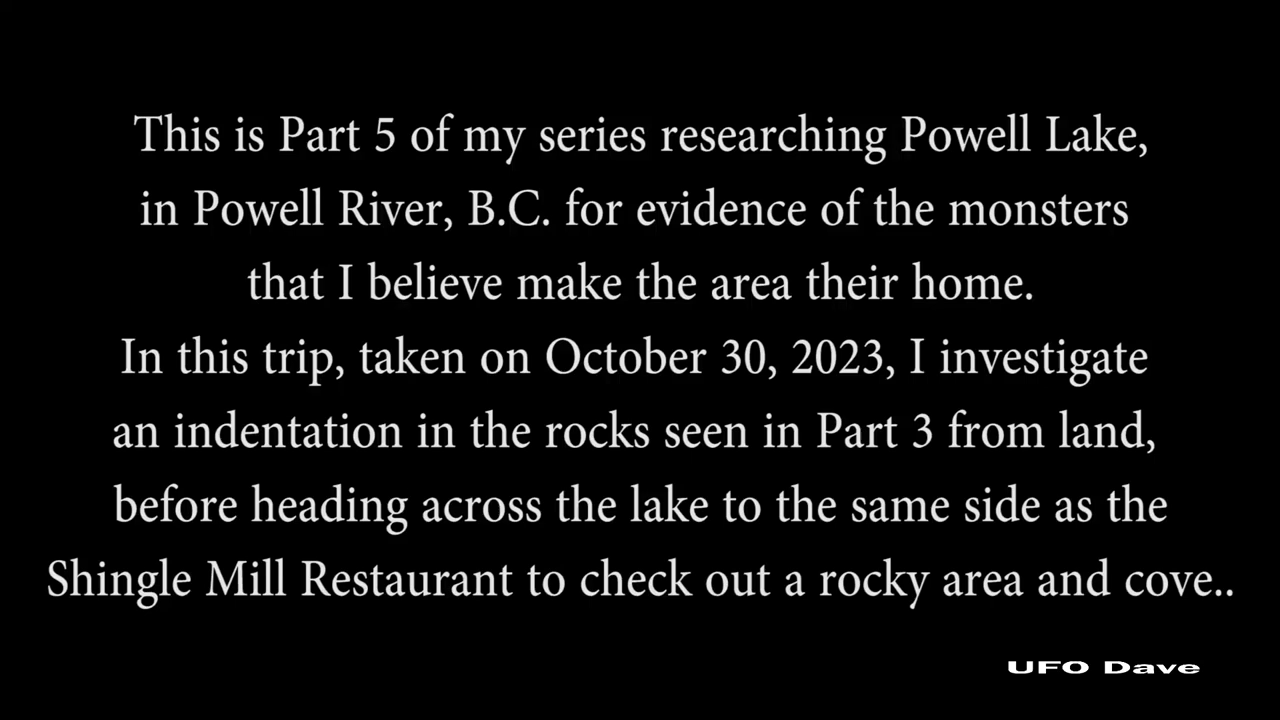 This is Part 5 of my series researching Powell Lake,
in Powell River, B.C. for evidence of the monsters
that I believe make the area their home.
In this trip, taken on October 30, 2023, I investigate
an indentation in the rocks seen in Part 3 from land,
before heading across the lake to the same side as the
Shingle Mill Restaurant to check out a rocky area and cove..
UFO Dave